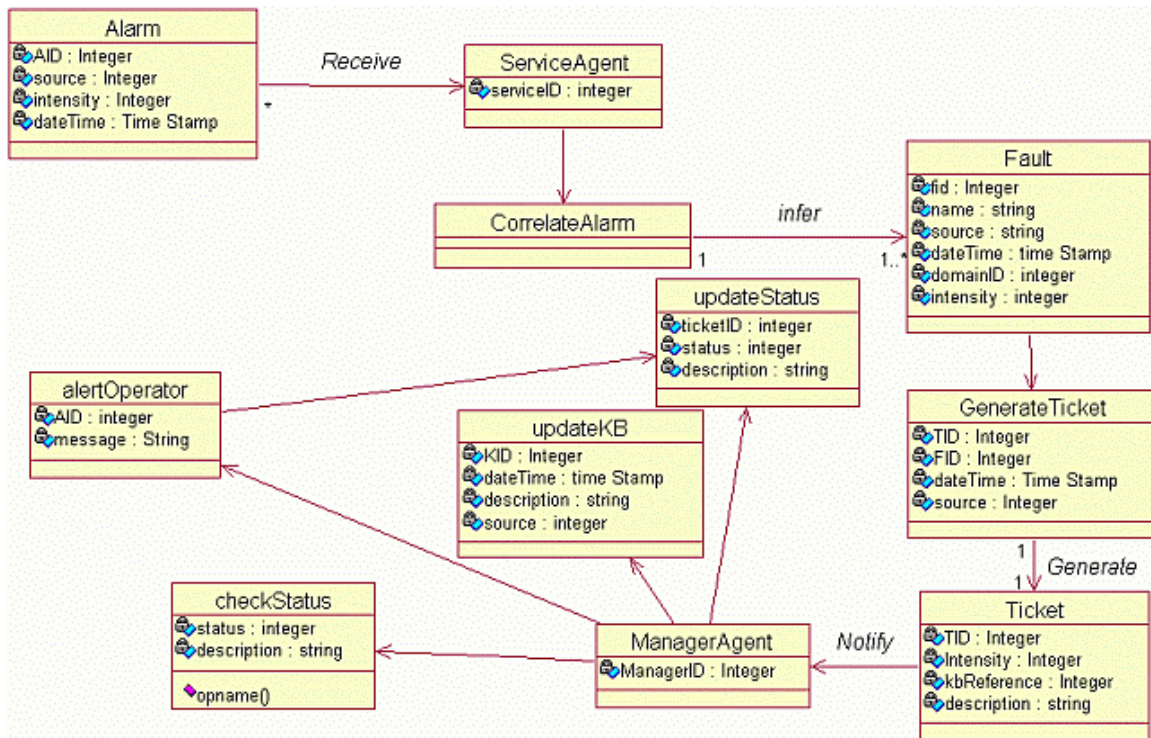 Alarm
AID : Integer
source : Integer
intensity : Integer
dateTime : Time Stamp
*
Receive
ServiceAgent
serviceID : integer
CorrelateAlarm
1
infer
1..*
Fault
fid : Integer
name : string
source : string
dateTime : time Stamp
domainID : integer
intensity : integer
updateStatus
ticketID : integer
status : integer
description : string
alertOperator
AID : integer
message : String
updateKB
KID : Integer
dateTime : time Stamp
description : string
source : integer
GenerateTicket
TID : Integer
FID : Integer
dateTime : Time Stamp
source : Integer
1
1
Generate
checkStatus
status : integer
description : string
opname()
ManagerAgent
ManagerID : Integer
Notify
Ticket
TID : Integer
Intensity : Integer
kbReference : Integer
description : string